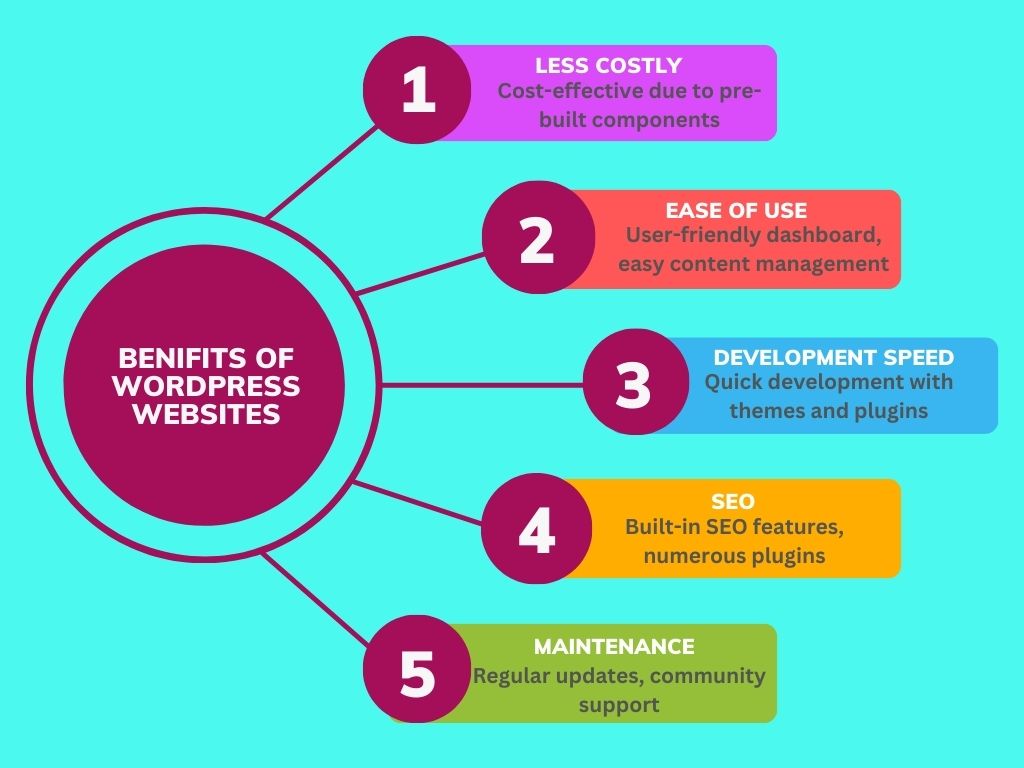 BENIFITS OF
WORDPRESS
WEBSITES
1
LESS COSTLY
Cost-effective due to pre-
built components
2
EASE OF USE
User-friendly dashboard,
easy content management
3
DEVELOPMENT SPEED
Quick development with
themes and plugins
4
SEO
Built-in SEO features,
numerous plugins
5
MAINTENANCE
Regular updates, community
support